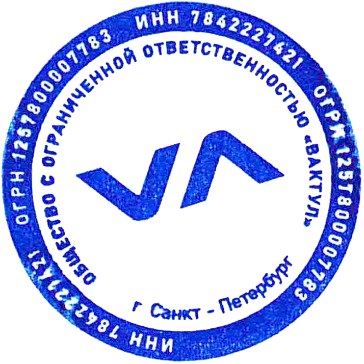 ИНН 7842227421
ОГРН 1257800007783
ИНН 7842227421
ОГРН 1257800007783
ОБЩЕСТВО С ОГРАНИЧЕННОЙ ОТВЕТСТВЕННОСТЬЮ «ВАКТУЛ»
г Санкт - Петербург